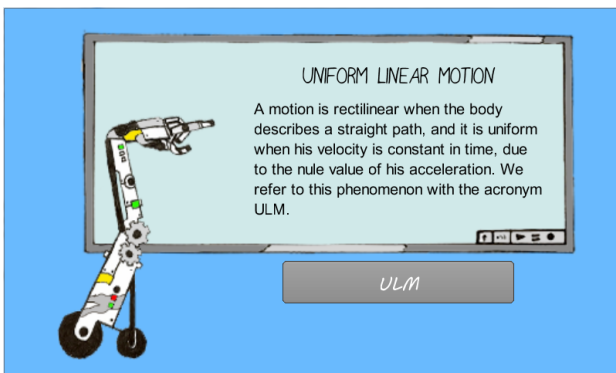 UNIFORM LINEAR MOTION
A motion is rectilinear when the body
describes a straight path, and it is uniform
when his velocity is constant in time, due
to the nule value of his acceleration. We
refer to this phenomenon with the acronym
ULM.
ULM